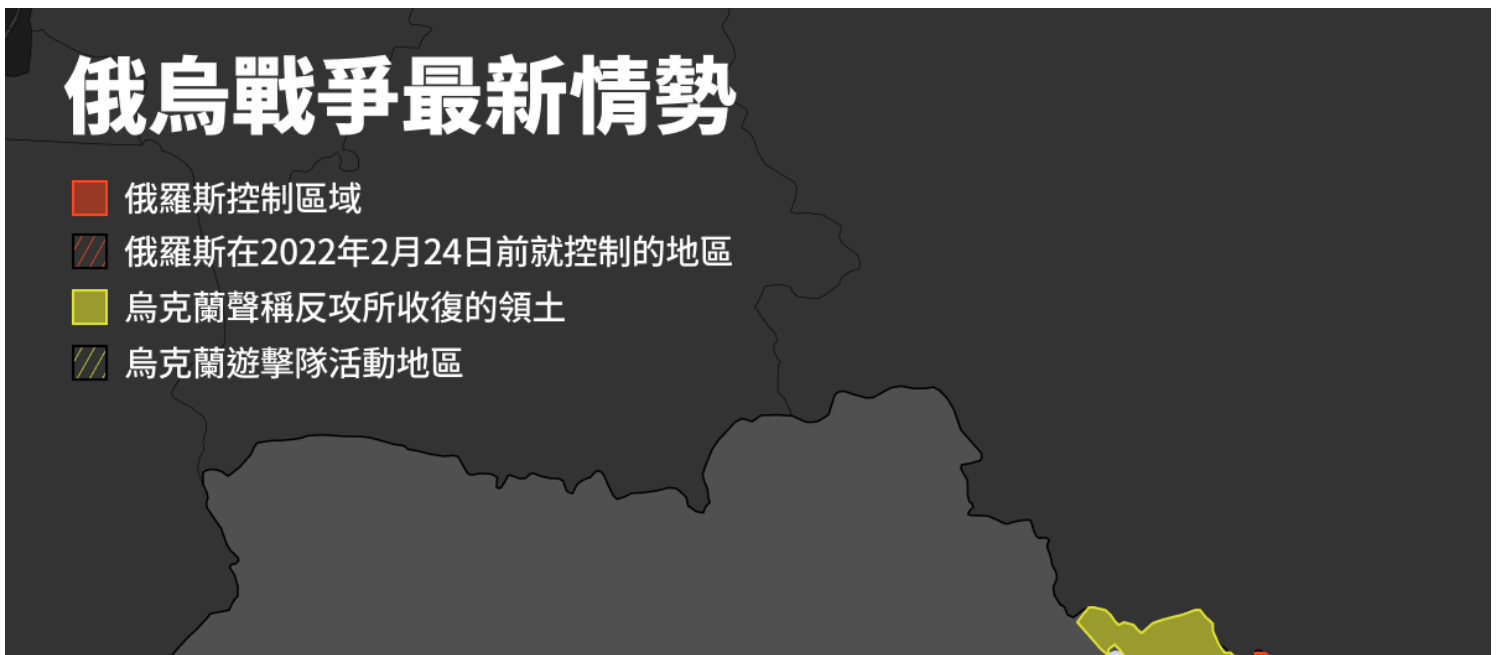 俄烏戰爭最新情勢
俄羅斯控制區域
俄羅斯在2022年2月24日前就控制的地區
烏克蘭聲稱反攻所收復的領土
烏克蘭遊擊隊活動地區